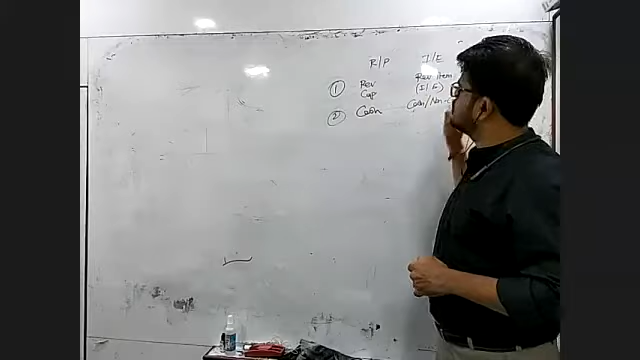 R/P I/E
① Rev Rev item
Cap (I/E)
② Cash Cash/Non-